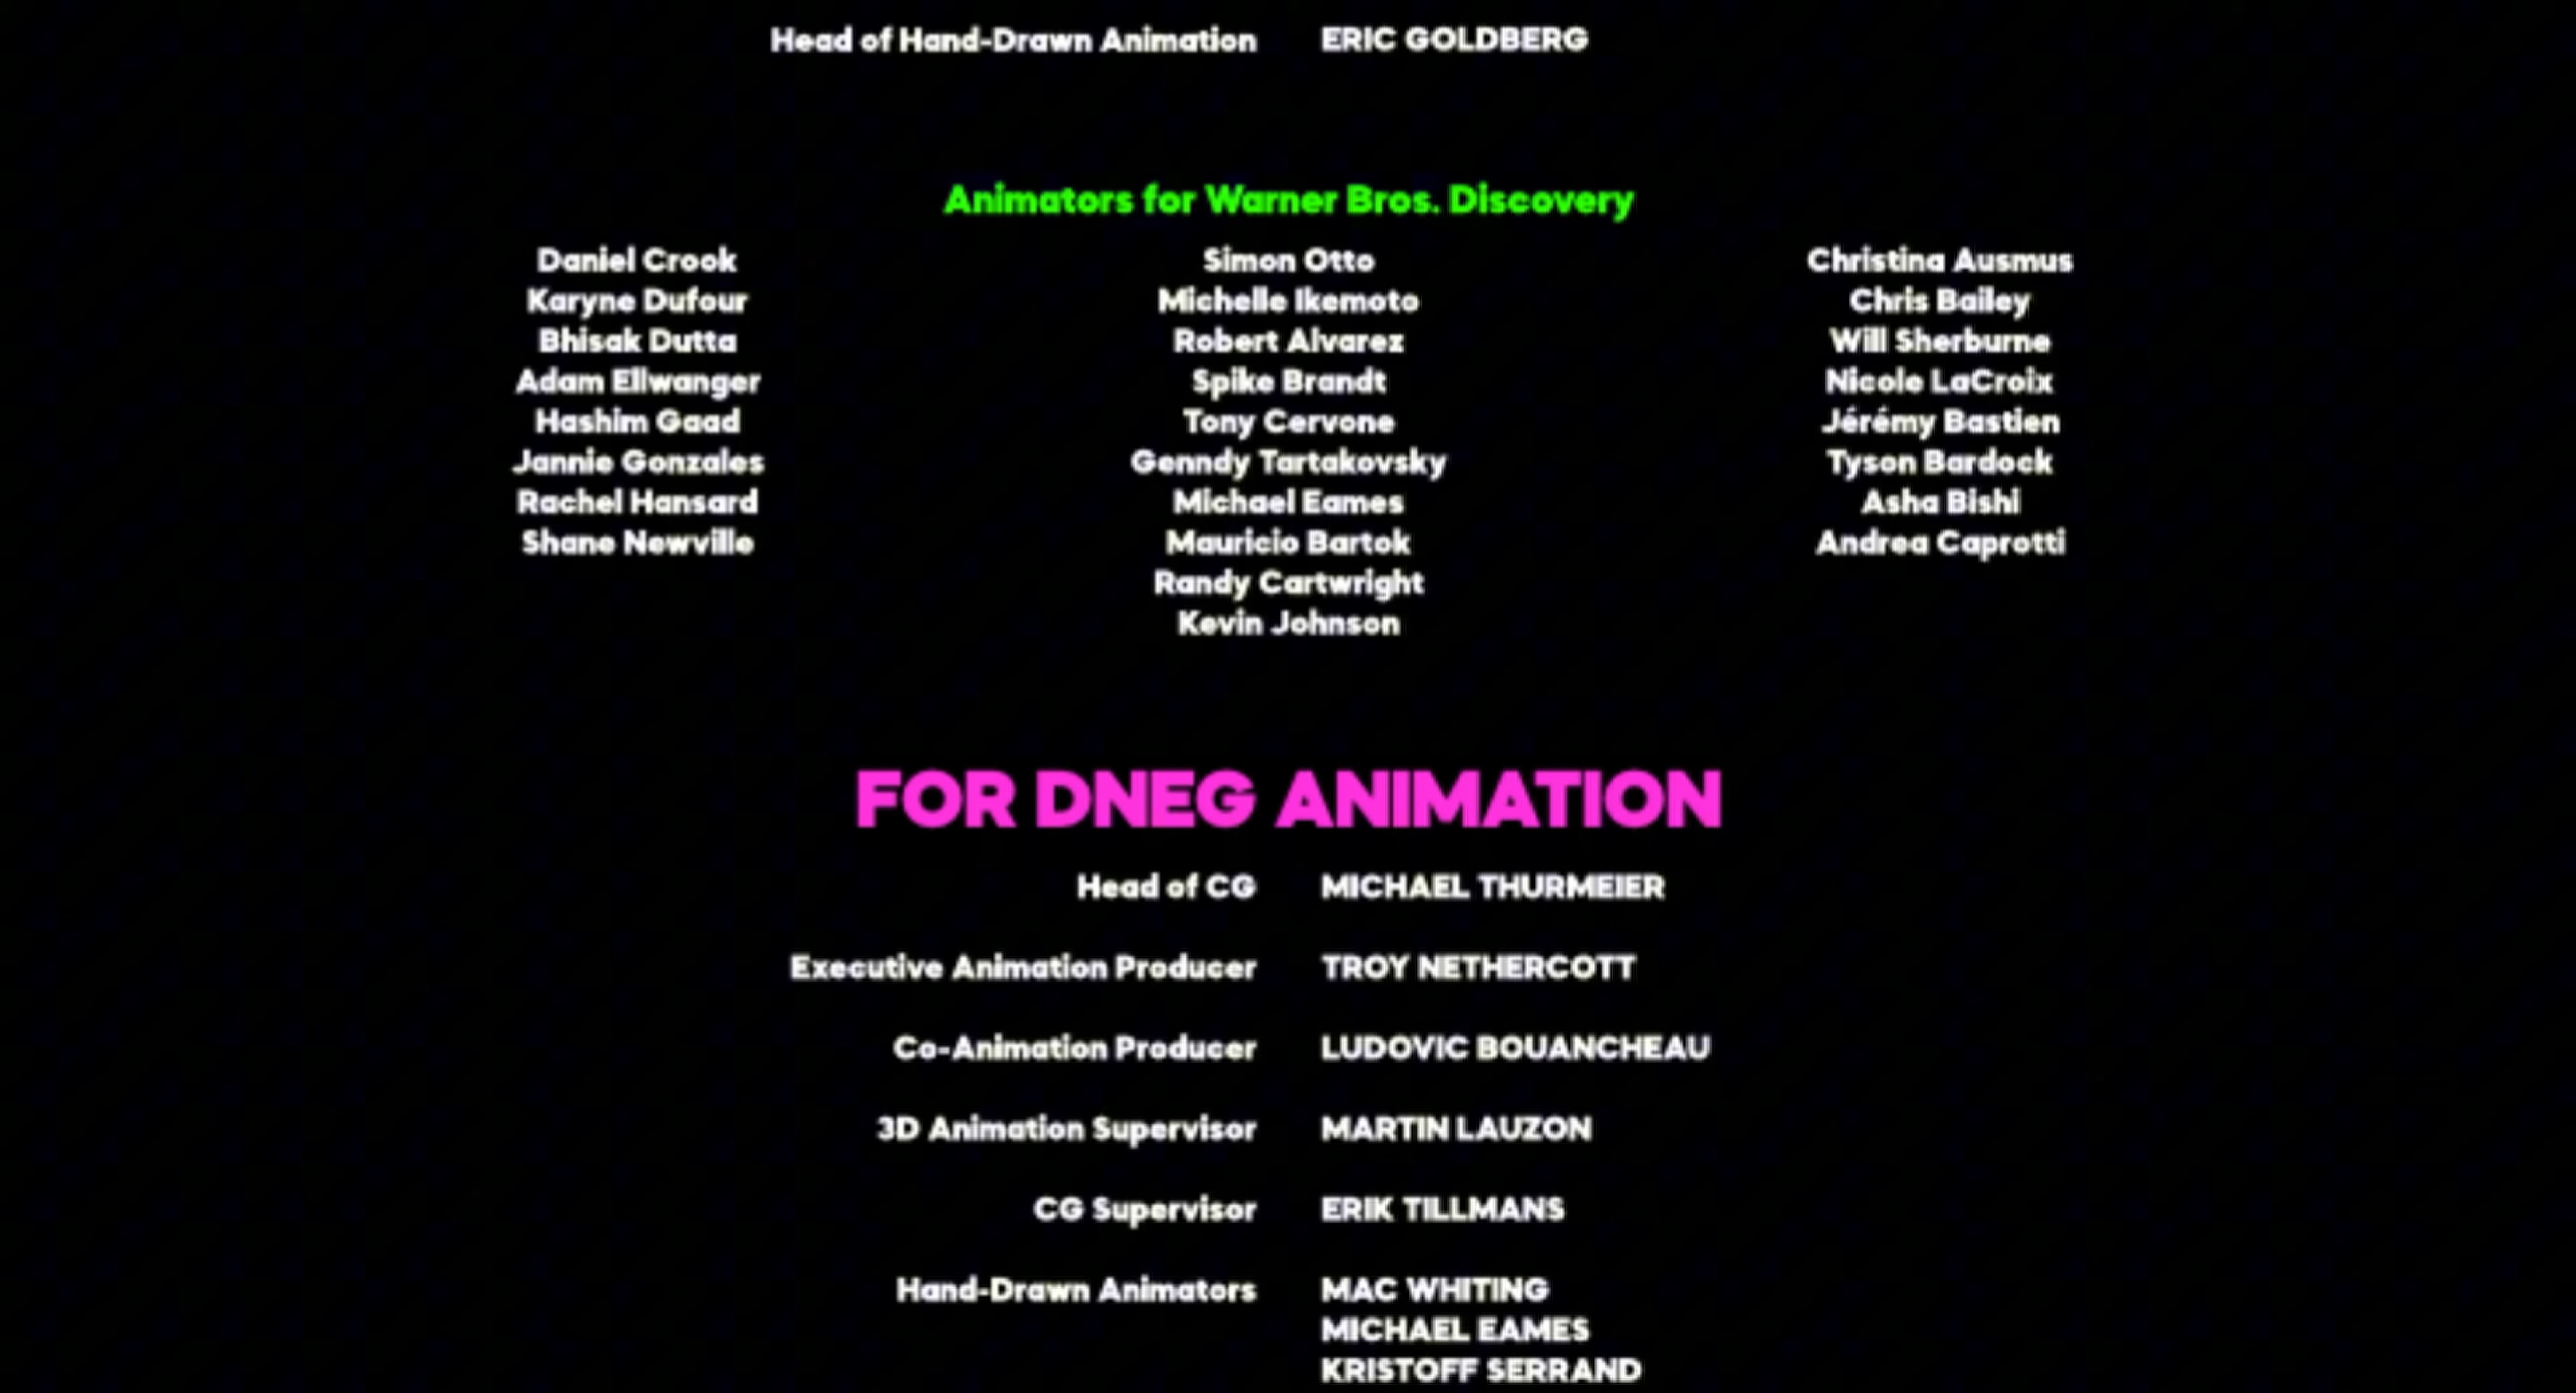 Head of Hand-Drawn Animation ERIC GOLDBERG
Animators for Warner Bros. Discovery
Daniel Crook Simon Otto Christina Ausmus
Karyne Dufour Michelle Ikemoto Chris Bailey
Bhisak Dutta Robert Alvarez Will Sherburne
Adam Ellwanger Spike Brandt Nicole LaCroix
Hashim Gaad Tony Cervone Jérémy Bastien
Jannie Gonzales Genndy Tartakovsky Tyson Bardock
Rachel Hansard Michael Eames Asha Bishi
Shane Newville Mauricio Bartok Andrea Caprotti
Randy Cartwright
Kevin Johnson
FOR DNEG ANIMATION
Head of CG MICHAEL THURMEIER
Executive Animation Producer TROY NETHERCOTT
Co-Animation Producer LUDOVIC BOUANCHEAU
3D Animation Supervisor MARTIN LAUZON
CG Supervisor ERIK TILLMANS
Hand-Drawn Animators MAC WHITING
MICHAEL EAMES
KRISTOFF SERRAND